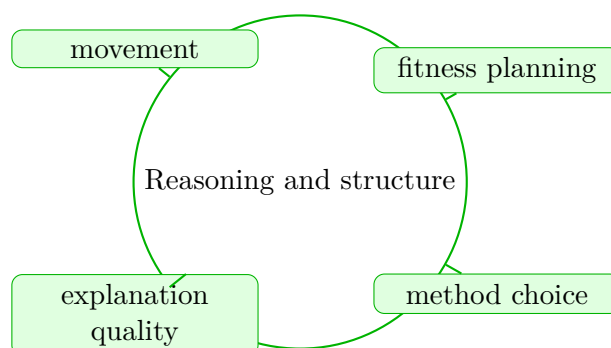 movement
fitness planning
Reasoning and structure
explanation
quality
method choice